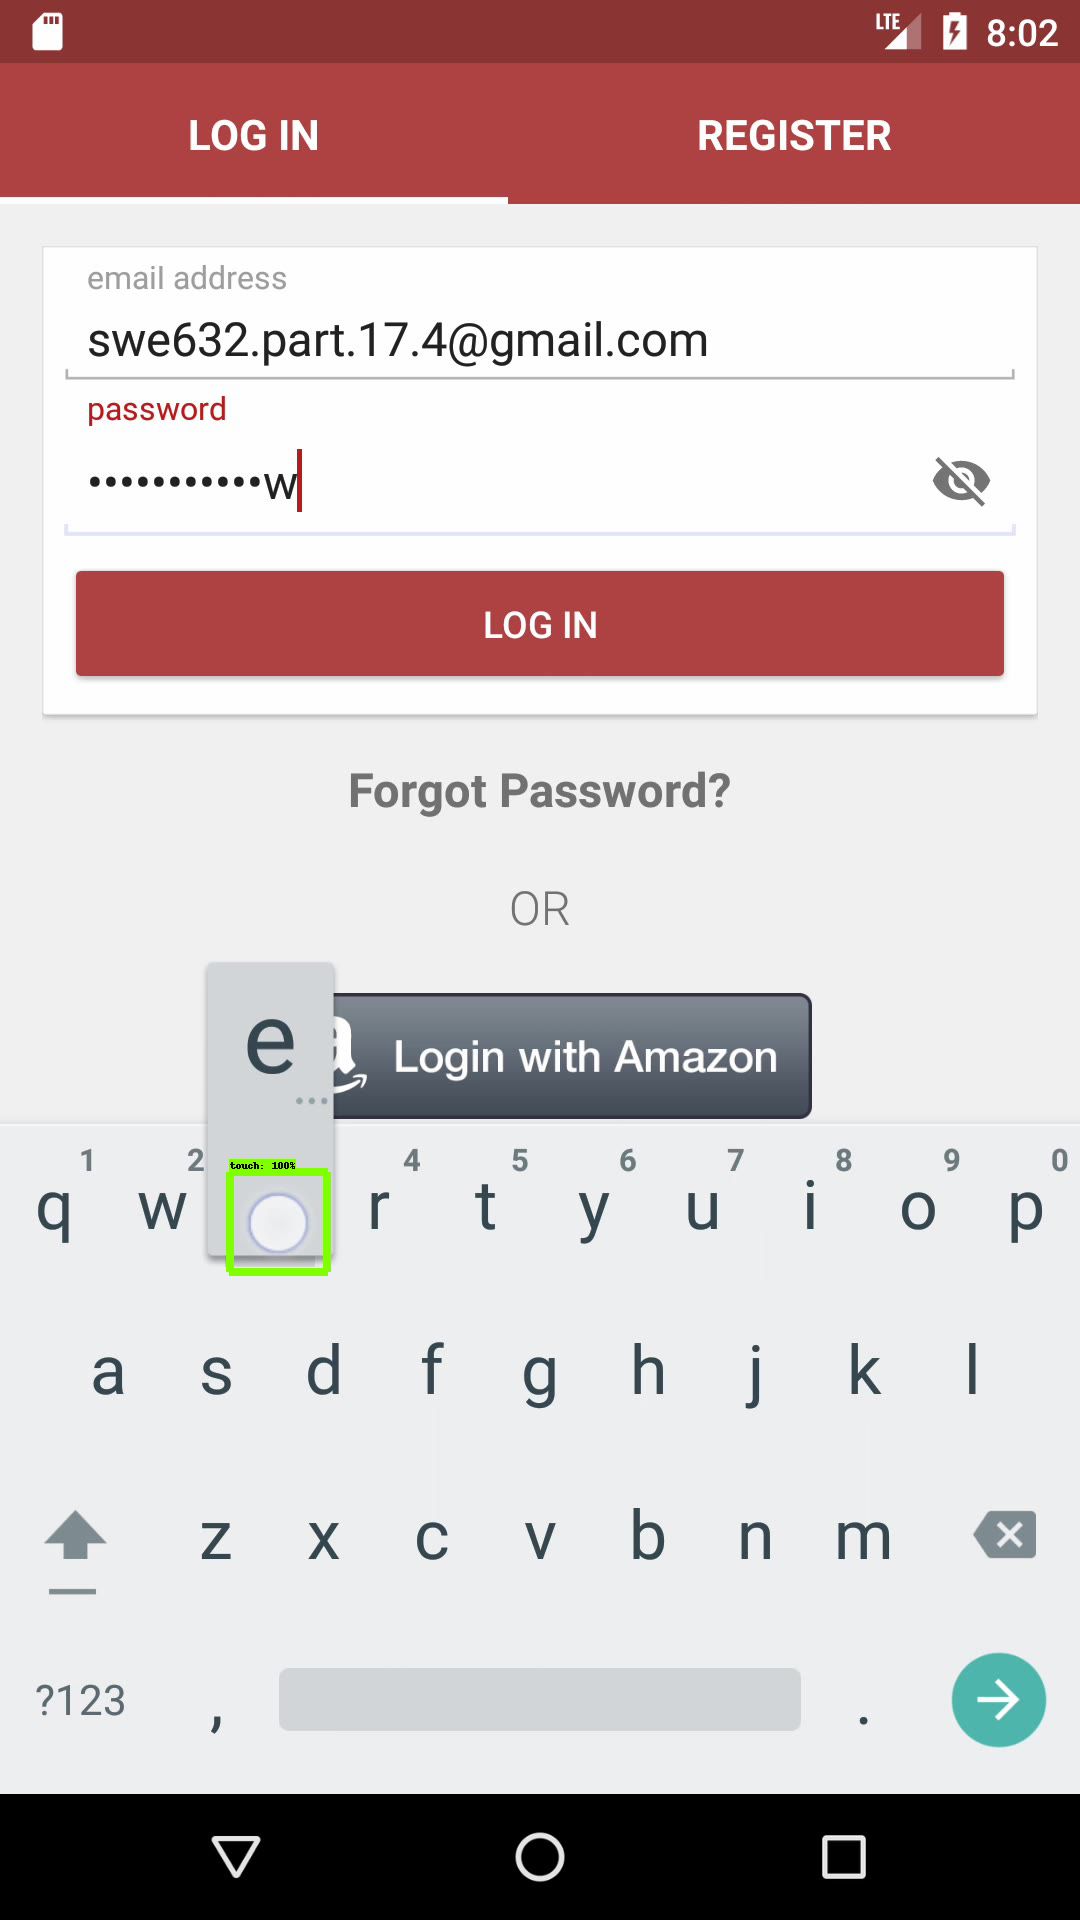 LTE 8:02
LOG IN REGISTER
email address
swe632.part.17.4@gmail.com
password
•••••••••••w
LOG IN
Forgot Password?
OR
e
...
a Login with Amazon
touch: 100%
1 2 4 5 6 7 8 9 0
q w r t y u i o p
a s d f g h j k l
z x c v b n m
?123 , .